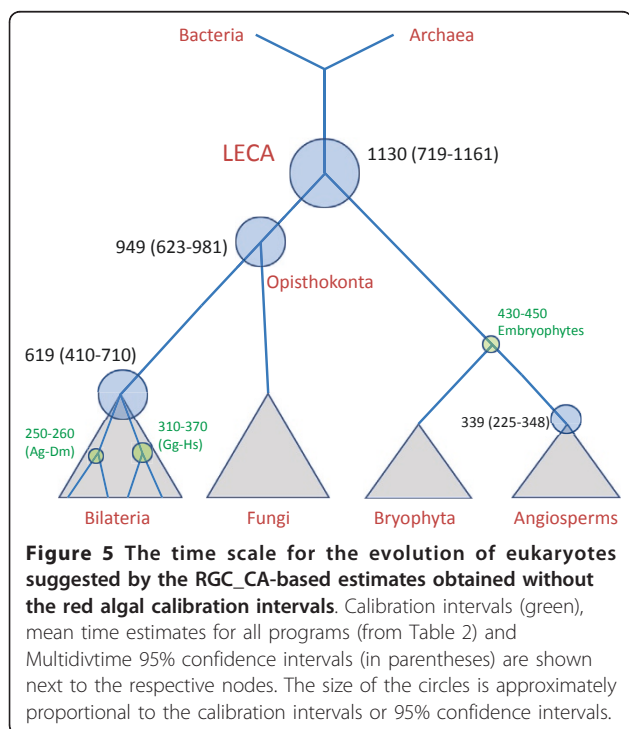 Bacteria
Archaea
LECA
1130 (719-1161)
949 (623-981)
Opisthokonta
430-450
Embryophytes
619 (410-710)
339 (225-348)
250-260
(Ag-Dm)
310-370
(Gg-Hs)
Bilateria
Fungi
Bryophyta
Angiosperms
Figure 5 The time scale for the evolution of eukaryotes
suggested by the RGC_CA-based estimates obtained without
the red algal calibration intervals. Calibration intervals (green),
mean time estimates for all programs (from Table 2) and
Multidivtime 95% confidence intervals (in parentheses) are shown
next to the respective nodes. The size of the circles is approximately
proportional to the calibration intervals or 95% confidence intervals.